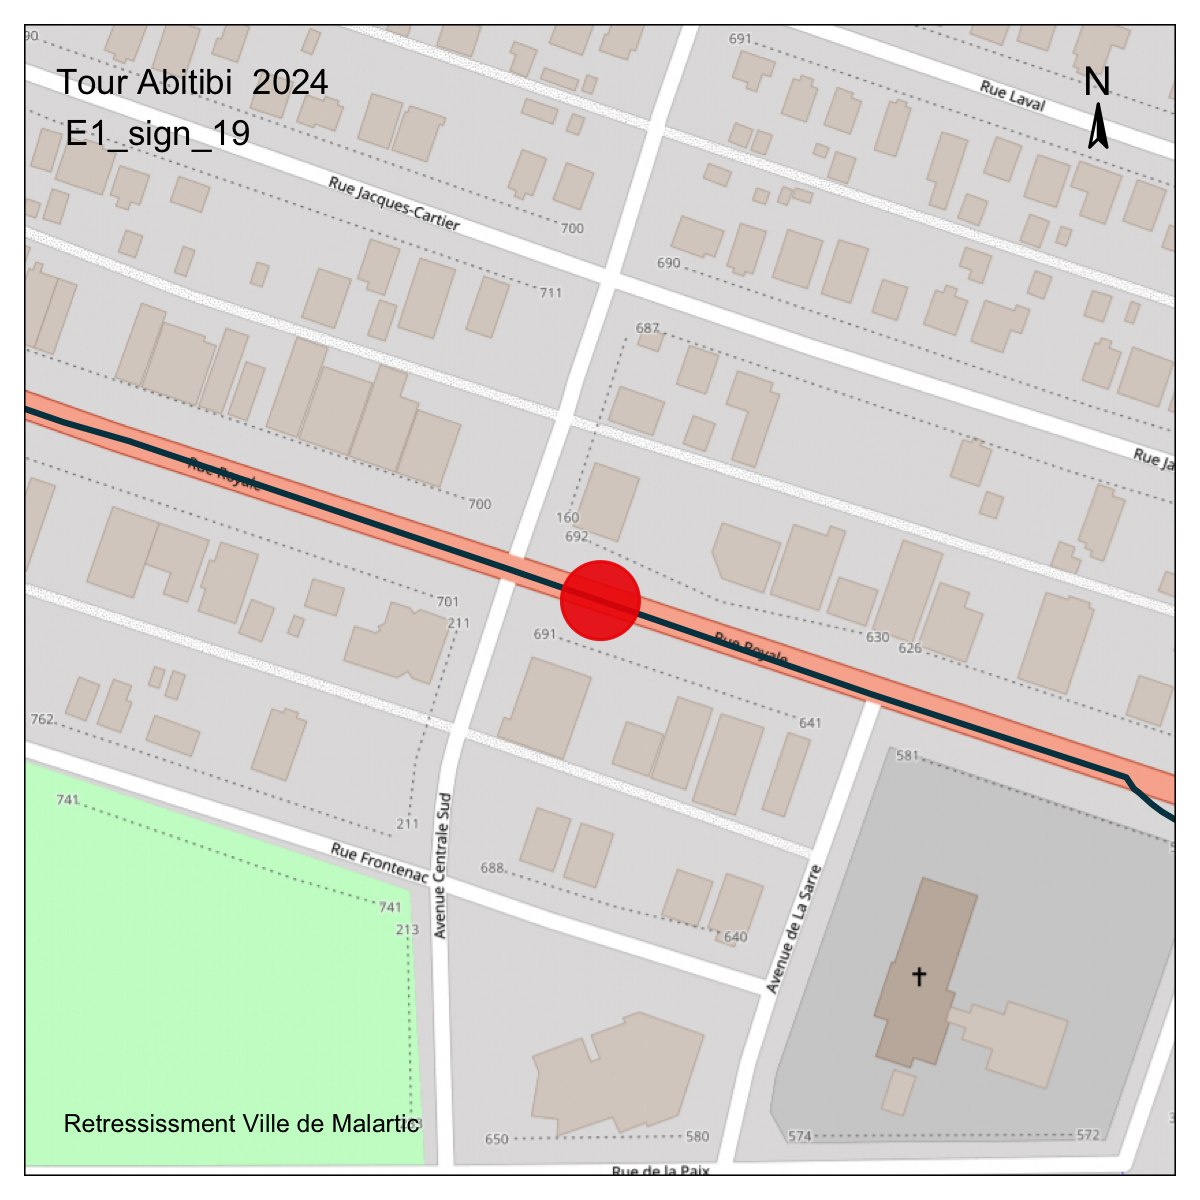 90
691
Tour Abitibi 2024
N
Rue Laval
E1_sign_19
Rue Jacques-Cartier
700
690
711
687
Rue Ja
Rue Royale
700
160
692
701
211
691
630
Rue Royale
626
762
641
581
741
211
Avenue Centrale Sud
Rue Frontenac
688
Avenue de La Sarre
741
213
640
Retressissment Ville de Malartic
650
580
574
572
Rue de la Paix